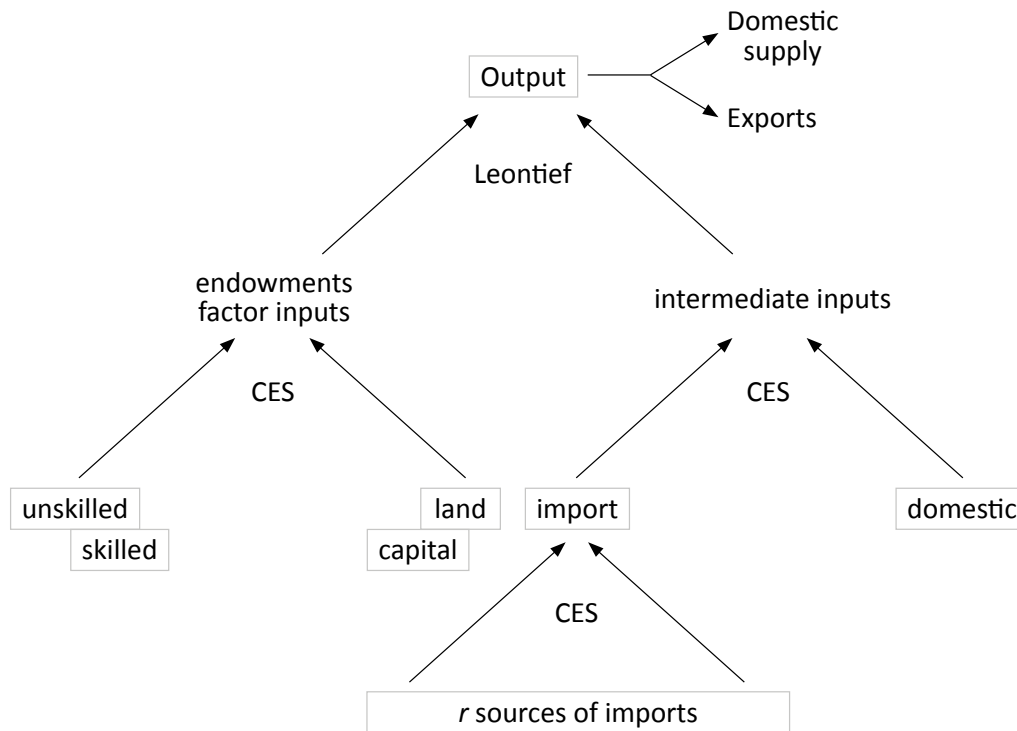 Domestic
supply
Output
Exports
Leontief
endowments
factor inputs
intermediate inputs
CES
CES
unskilled
land
import
domestic
skilled
capital
CES
r sources of imports